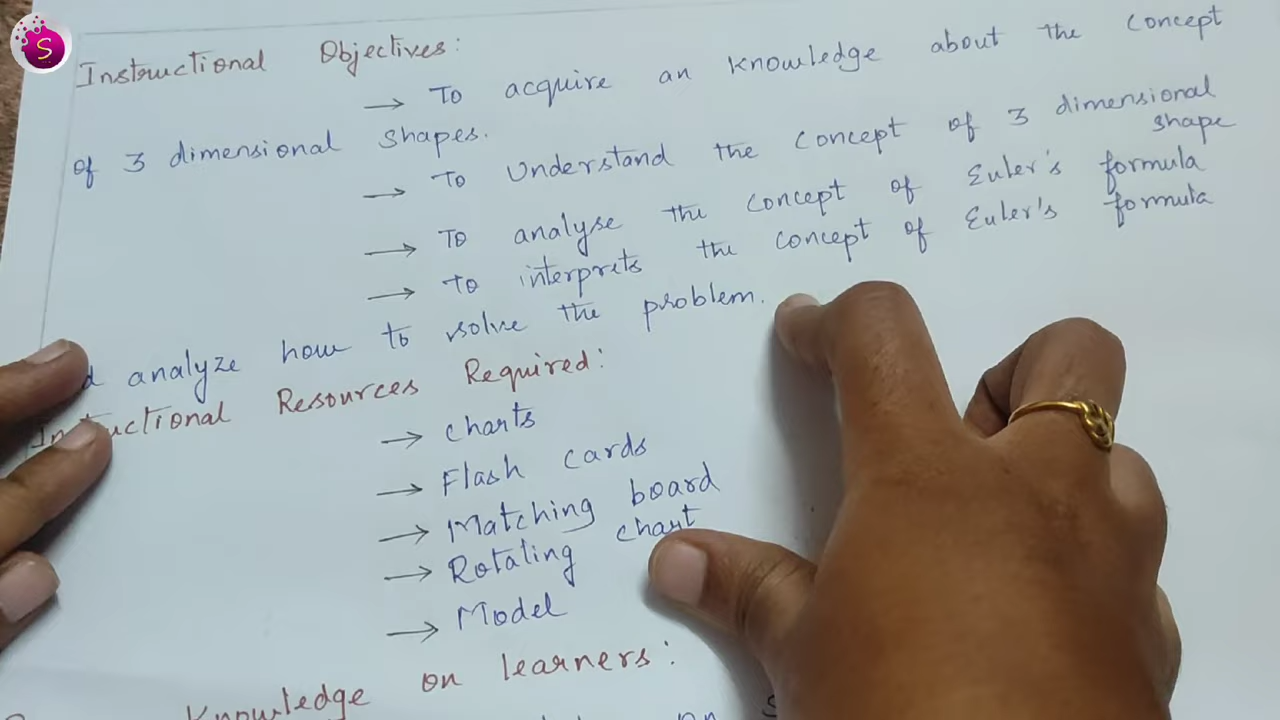 S
Instructional Objectives:
→ To acquire an knowledge about the concept
of 3 dimensional shapes.
→ To Understand the concept of 3 dimensional
shape
→ To analyse the concept of Euler's formula
→ To interprets the concept of Euler's formula
analyze how to solve the problem.
Instructional Resources Required:
→ charts
→ Flash cards
→ Matching board
→ Rotating chart
→ Model
Knowledge on learners:
on